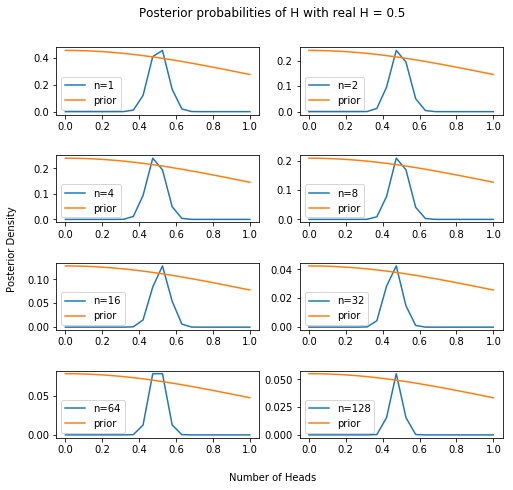 Posterior probabilities of H with real H = 0.5
0.4
0.2
0.0
n=1
prior
0.0 0.2 0.4 0.6 0.8 1.0
0.2
0.1
0.0
n=2
prior
0.0 0.2 0.4 0.6 0.8 1.0
0.2
0.1
0.0
n=4
prior
0.0 0.2 0.4 0.6 0.8 1.0
0.2
0.1
0.0
n=8
prior
0.0 0.2 0.4 0.6 0.8 1.0
Posterior Density
0.10
0.05
0.00
n=16
prior
0.0 0.2 0.4 0.6 0.8 1.0
0.04
0.02
0.00
n=32
prior
0.0 0.2 0.4 0.6 0.8 1.0
0.05
0.00
n=64
prior
0.0 0.2 0.4 0.6 0.8 1.0
0.050
0.025
0.000
n=128
prior
0.0 0.2 0.4 0.6 0.8 1.0
Number of Heads